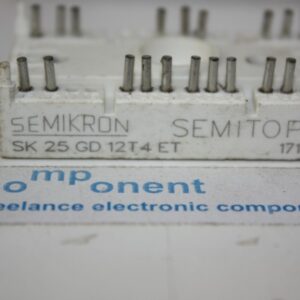 SEMIKRON SEMITOP
SK 25 GD 12T4 ET 171
omponent
eelance electronic compo